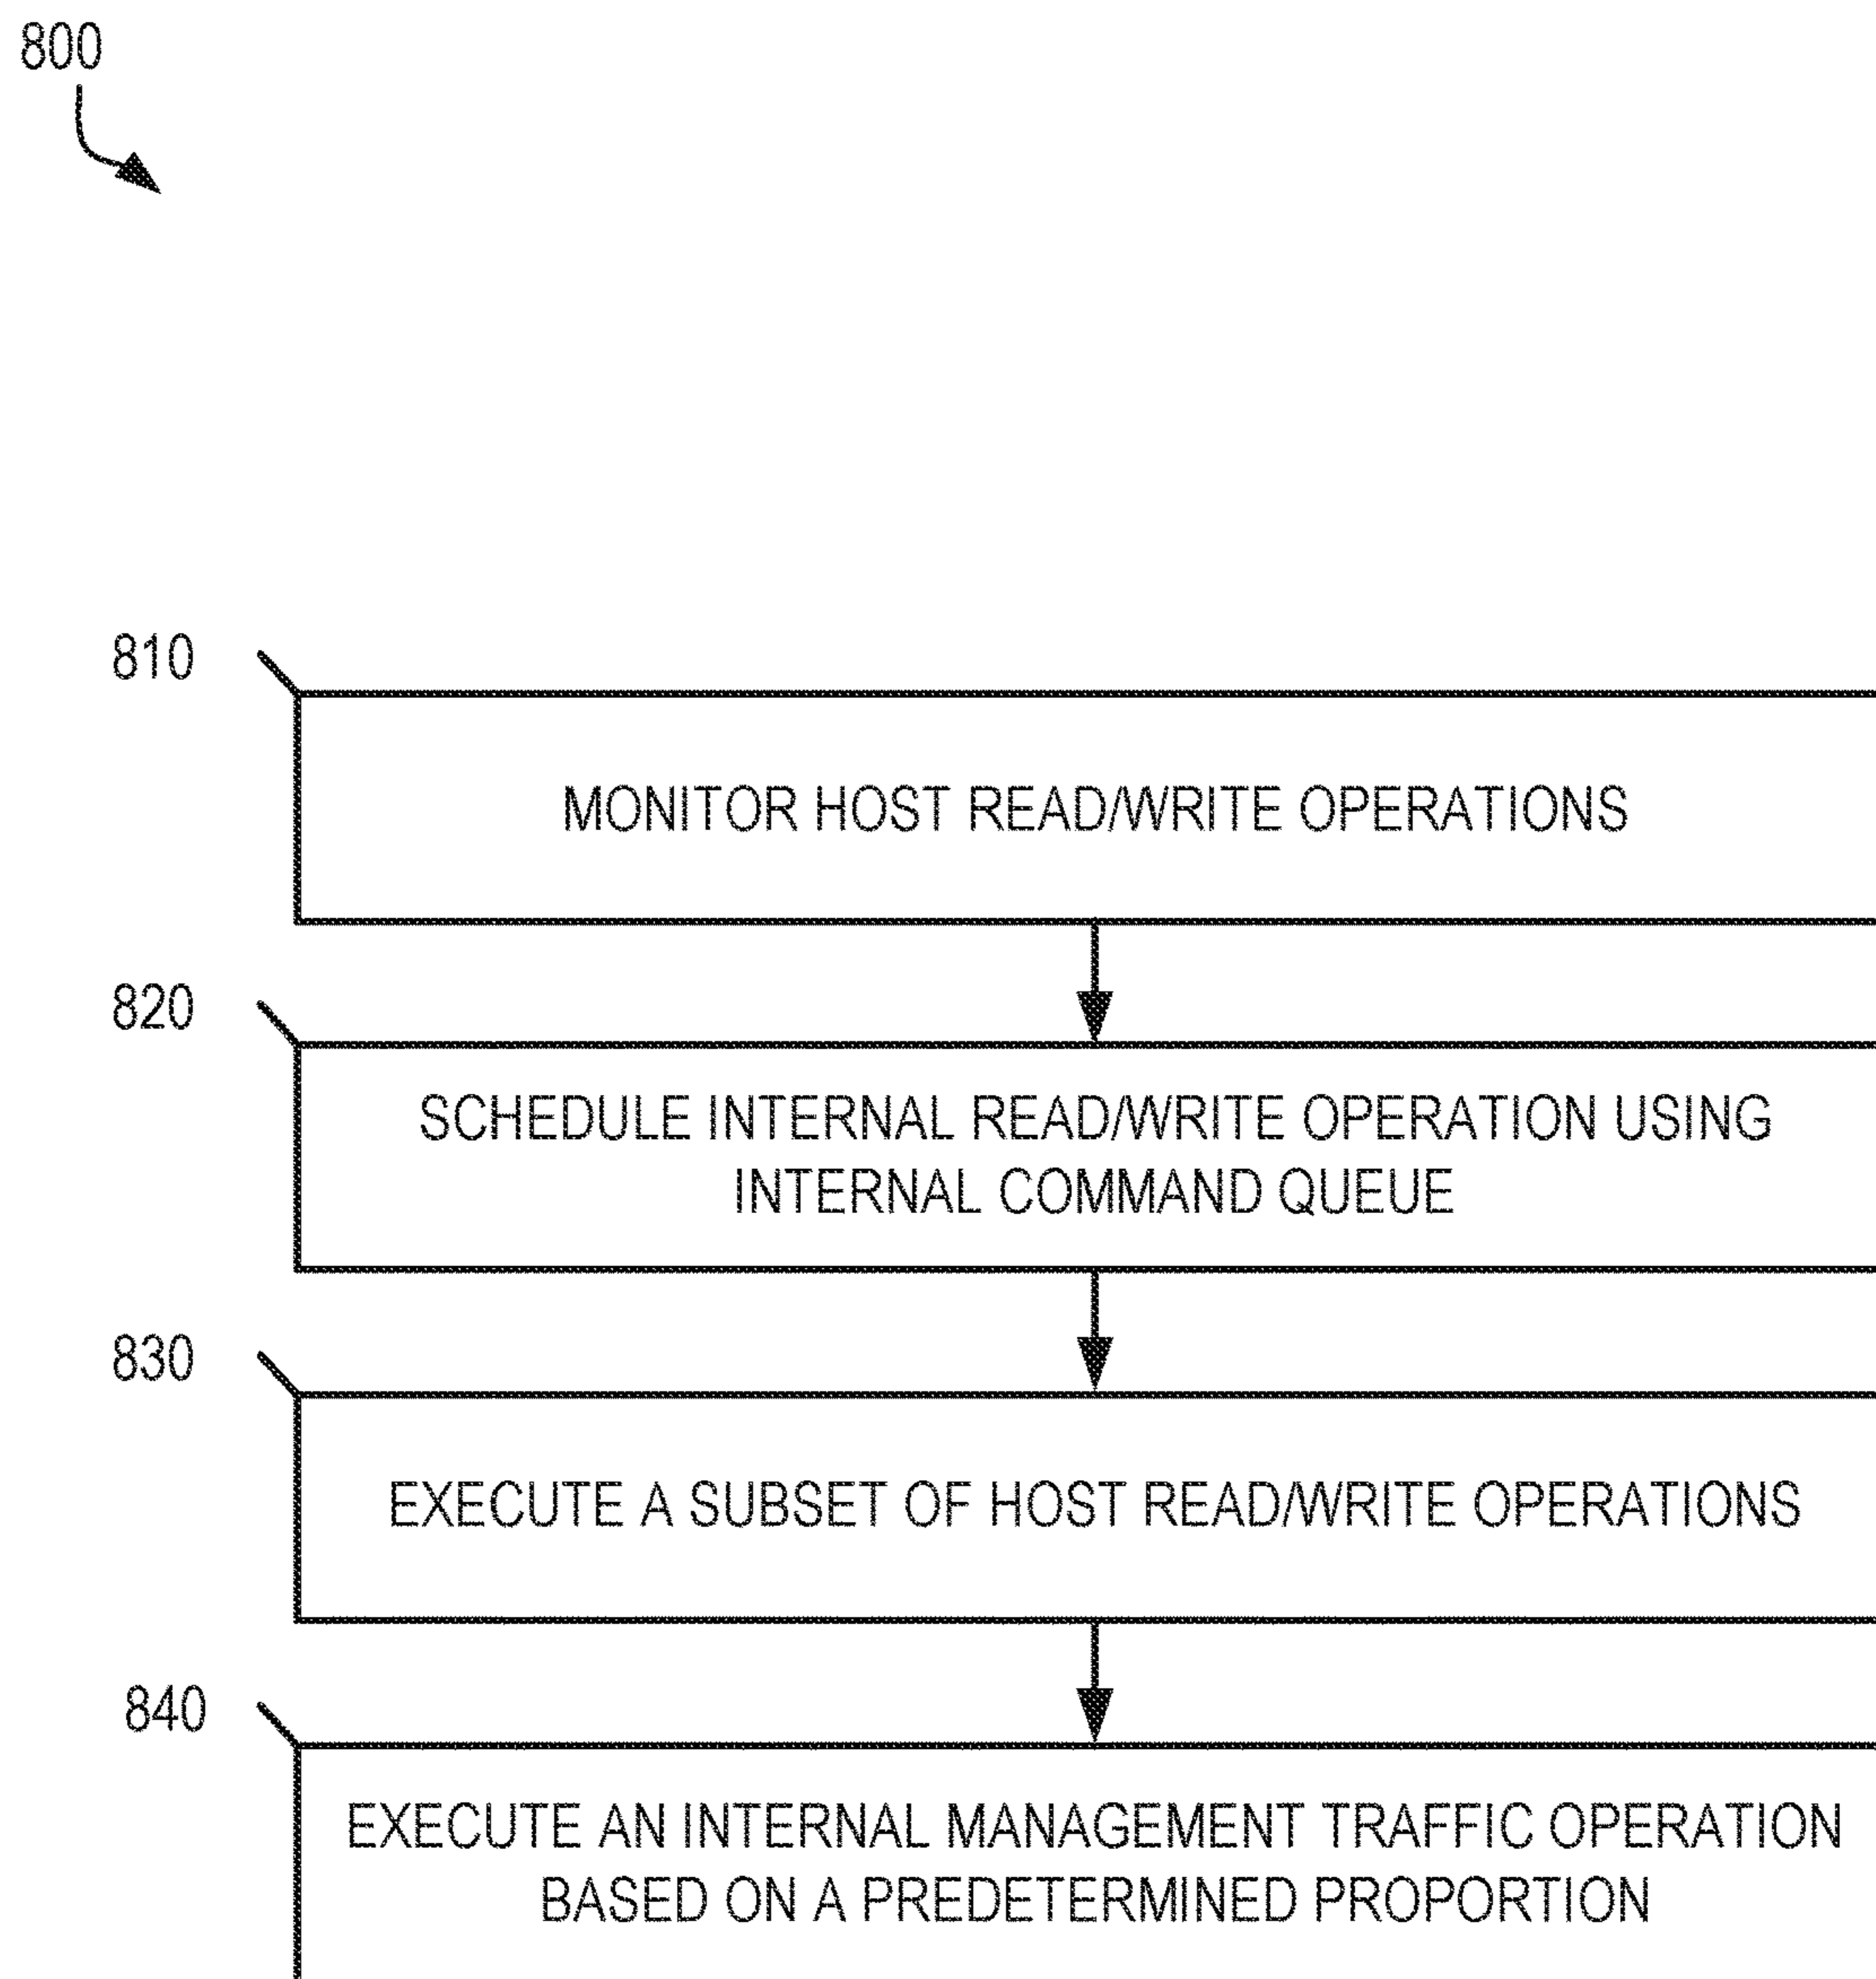 800
810
MONITOR HOST READ/WRITE OPERATIONS
820
SCHEDULE INTERNAL READ/WRITE OPERATION USING
INTERNAL COMMAND QUEUE
830
EXECUTE A SUBSET OF HOST READ/WRITE OPERATIONS
840
EXECUTE AN INTERNAL MANAGEMENT TRAFFIC OPERATION
BASED ON A PREDETERMINED PROPORTION